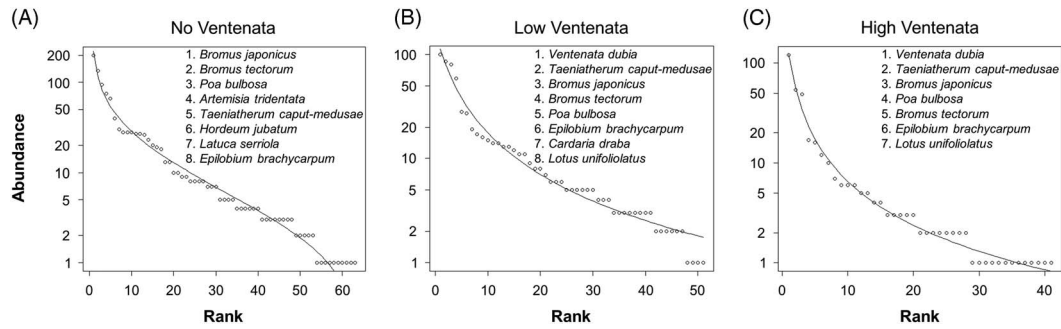 (A)
No Ventenata
1. Bromus japonicus
2. Bromus tectorum
3. Poa bulbosa
4. Artemisia tridentata
5. Taeniatherum caput-medusae
6. Hordeum jubatum
7. Latuca serriola
8. Epilobium brachycarpum
Abundance
200
100
50
20
10
5
2
1
0 10 20 30 40 50 60
Rank
(B)
Low Ventenata
1. Ventenata dubia
2. Taeniatherum caput-medusae
3. Bromus japonicus
4. Bromus tectorum
5. Poa bulbosa
6. Epilobium brachycarpum
7. Cardaria draba
8. Lotus unifoliolatus
100
50
20
10
5
2
1
0 10 20 30 40 50
Rank
(C)
High Ventenata
1. Ventenata dubia
2. Taeniatherum caput-medusae
3. Bromus japonicus
4. Poa bulbosa
5. Bromus tectorum
6. Epilobium brachycarpum
7. Lotus unifoliolatus
100
50
20
10
5
2
1
0 10 20 30 40
Rank